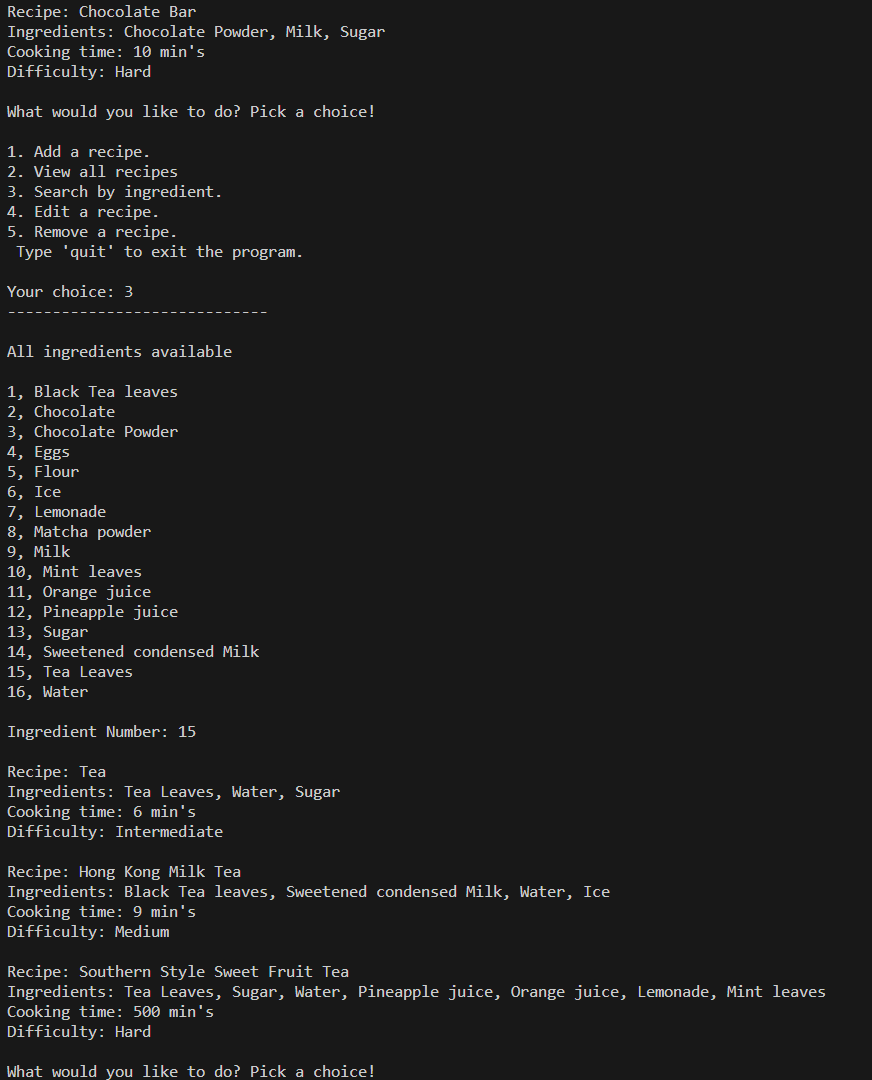 Recipe: Chocolate Bar
Ingredients: Chocolate Powder, Milk, Sugar
Cooking time: 10 min's
Difficulty: Hard
What would you like to do? Pick a choice!
1. Add a recipe.
2. View all recipes
3. Search by ingredient.
4. Edit a recipe.
5. Remove a recipe.
Type 'quit' to exit the program.
Your choice: 3
-----------------------------
All ingredients available
1, Black Tea leaves
2, Chocolate
3, Chocolate Powder
4, Eggs
5, Flour
6, Ice
7, Lemonade
8, Matcha powder
9, Milk
10, Mint leaves
11, Orange juice
12, Pineapple juice
13, Sugar
14, Sweetened condensed Milk
15, Tea Leaves
16, Water
Ingredient Number: 15
Recipe: Tea
Ingredients: Tea Leaves, Water, Sugar
Cooking time: 6 min's
Difficulty: Intermediate
Recipe: Hong Kong Milk Tea
Ingredients: Black Tea leaves, Sweetened condensed Milk, Water, Ice
Cooking time: 9 min's
Difficulty: Medium
Recipe: Southern Style Sweet Fruit Tea
Ingredients: Tea Leaves, Sugar, Water, Pineapple juice, Orange juice, Lemonade, Mint leaves
Cooking time: 500 min's
Difficulty: Hard
What would you like to do? Pick a choice!